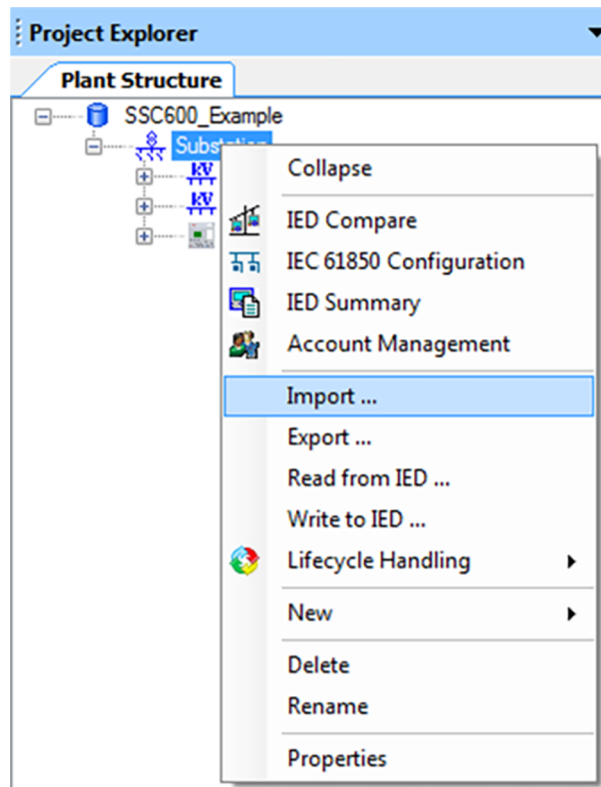 Project Explorer
Plant Structure
SSC600_Example
Substation
Collapse
IED Compare
IEC 61850 Configuration
IED Summary
Account Management
Import ...
Export ...
Read from IED ...
Write to IED ...
Lifecycle Handling
New
Delete
Rename
Properties